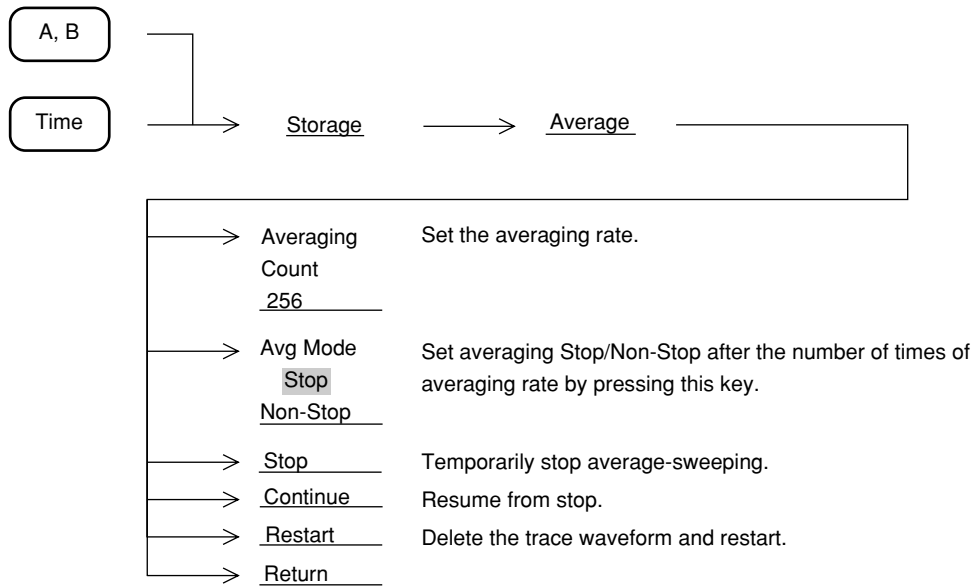 A, B
Time
Storage
Average
Averaging
Count
256
Set the averaging rate.
Avg Mode
Stop
Non-Stop
Set averaging Stop/Non-Stop after the number of times of
averaging rate by pressing this key.
Stop
Temporarily stop average-sweeping.
Continue
Resume from stop.
Restart
Delete the trace waveform and restart.
Return